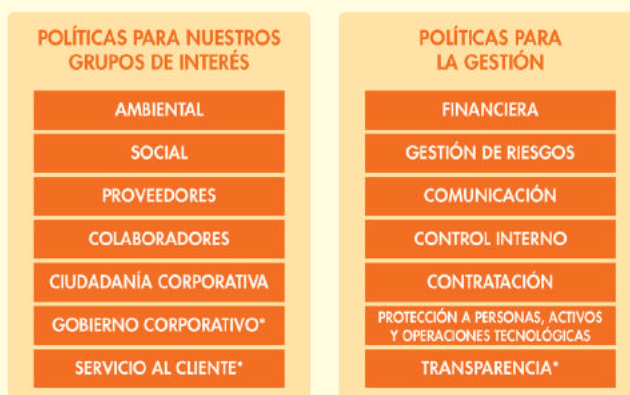 POLÍTICAS PARA NUESTROS
GRUPOS DE INTERÉS
AMBIENTAL
SOCIAL
PROVEEDORES
COLABORADORES
CIUDADANÍA CORPORATIVA
GOBIERNO CORPORATIVO*
SERVICIO AL CLIENTE*
POLÍTICAS PARA
LA GESTIÓN
FINANCIERA
GESTIÓN DE RIESGOS
COMUNICACIÓN
CONTROL INTERNO
CONTRATACIÓN
PROTECCIÓN A PERSONAS, ACTIVOS
Y OPERACIONES TECNOLÓGICAS
TRANSPARENCIA*